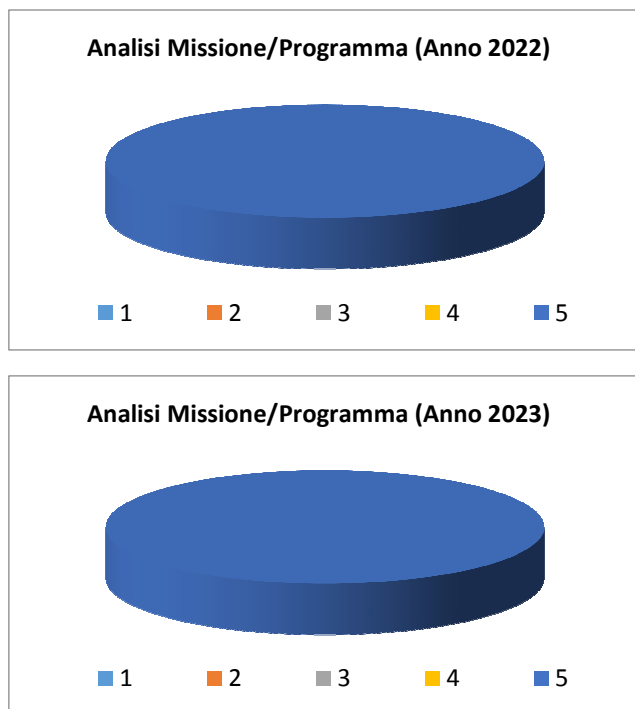 Analisi Missione/Programma (Anno 2022)
1 2 3 4 5
Analisi Missione/Programma (Anno 2023)
1 2 3 4 5